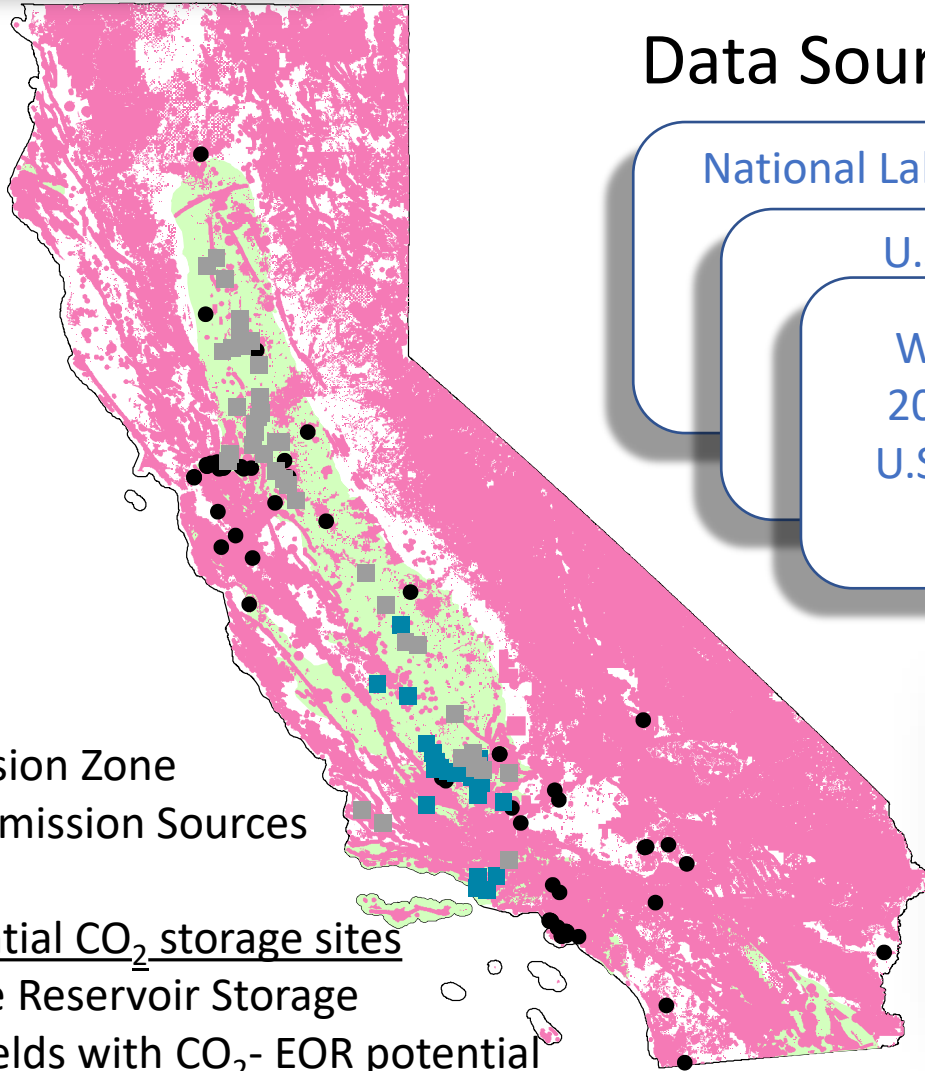 Data Sour
National La
U.
W
20
U.S
sion Zone
mission Sources
tial CO₂ storage sites
e Reservoir Storage
elds with CO₂- EOR potential